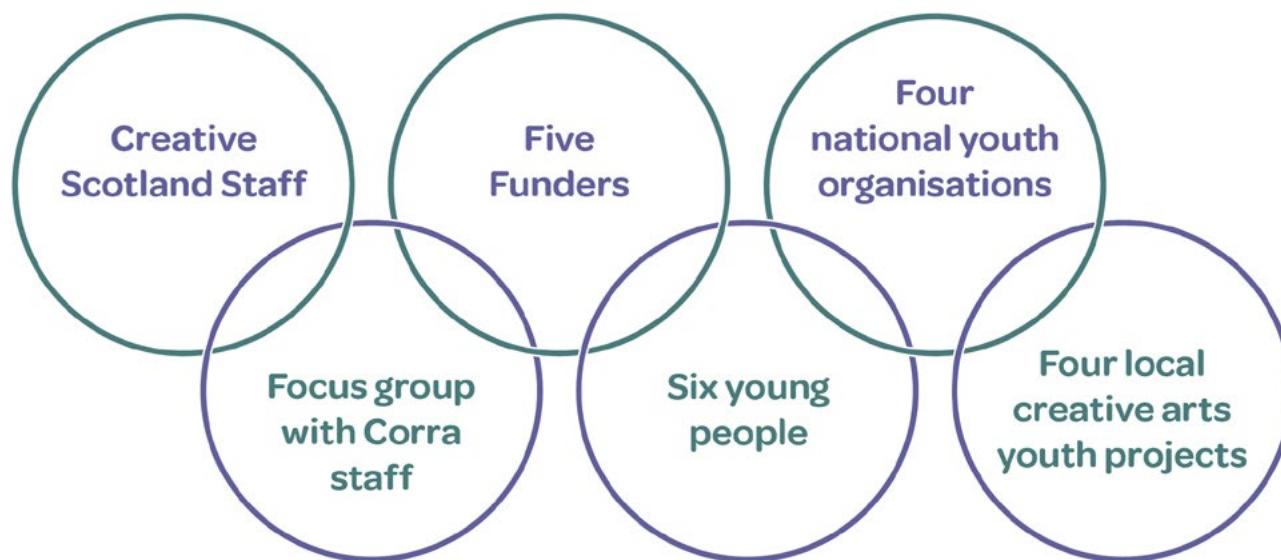 Creative
Scotland Staff
Five
Funders
Four
national youth
organisations
Focus group
with Corra
staff
Six young
people
Four local
creative arts
youth projects